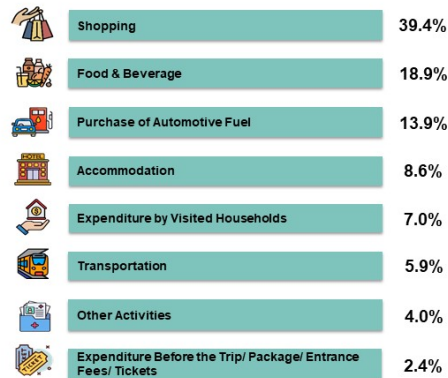 Shopping 39.4%
Food & Beverage 18.9%
Purchase of Automotive Fuel 13.9%
HOTEL
Accommodation 8.6%
Expenditure by Visited Households 7.0%
Transportation 5.9%
Other Activities 4.0%
TICKET
Expenditure Before the Trip/ Package/ Entrance
Fees/ Tickets 2.4%